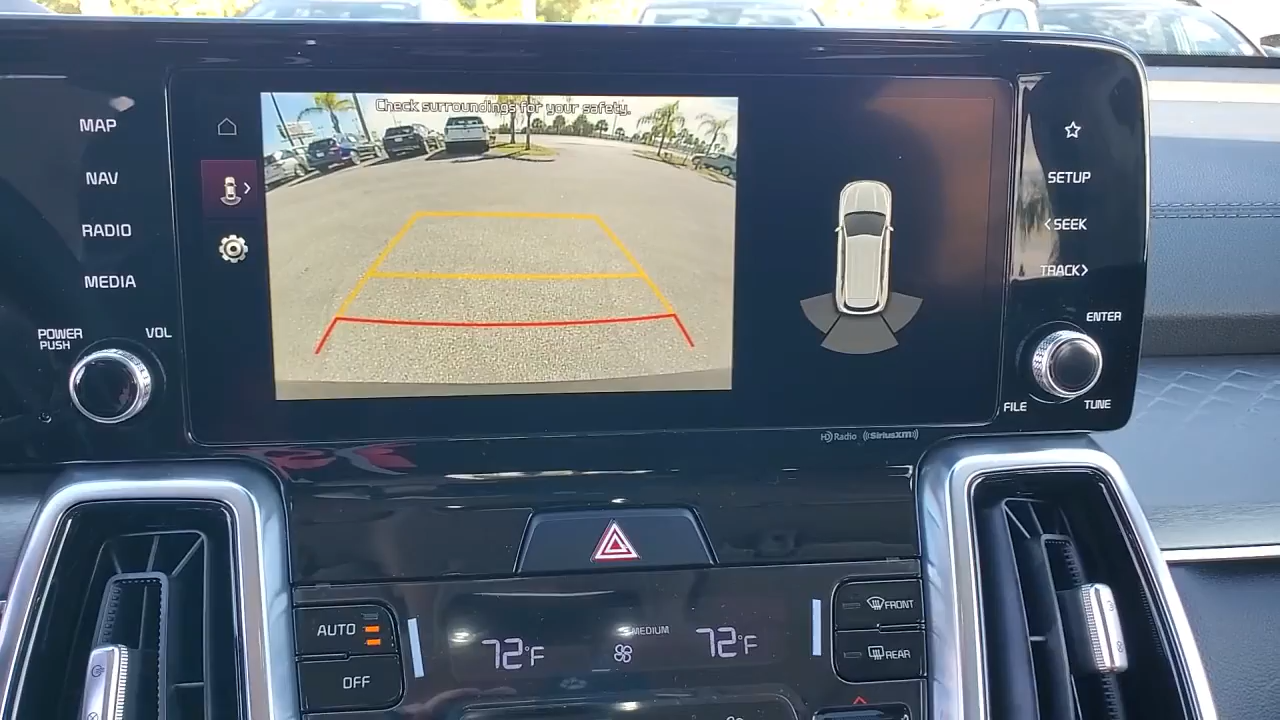 Check surroundings for your safety.
MAP
NAV
RADIO
MEDIA
POWER
PUSH
VOL
SETUP
<SEEK
TRACK>
ENTER
FILE
TUNE
HD Radio
SiriusXM
AUTO
OFF
72°F
MEDIUM
72°F
FRONT
REAR